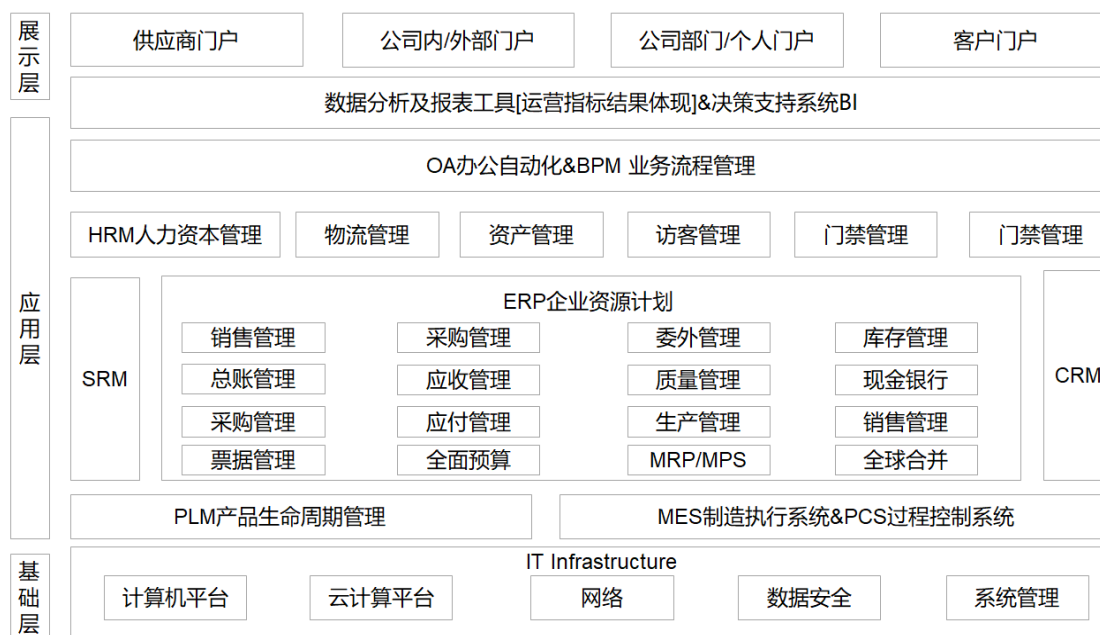 展示层
供应商门户
公司内/外部门户
公司部门/个人门户
客户门户
数据分析及报表工具[运营指标结果体现]&决策支持系统BI
应用层
OA办公自动化&BPM 业务流程管理
HRM人力资本管理
物流管理
资产管理
访客管理
门禁管理
门禁管理
SRM
ERP企业资源计划
销售管理
采购管理
委外管理
库存管理
总账管理
应收管理
质量管理
现金银行
采购管理
应付管理
生产管理
销售管理
票据管理
全面预算
MRP/MPS
全球合并
CRM
PLM产品生命周期管理
MES制造执行系统&PCS过程控制系统
基础层
IT Infrastructure
计算机平台
云计算平台
网络
数据安全
系统管理